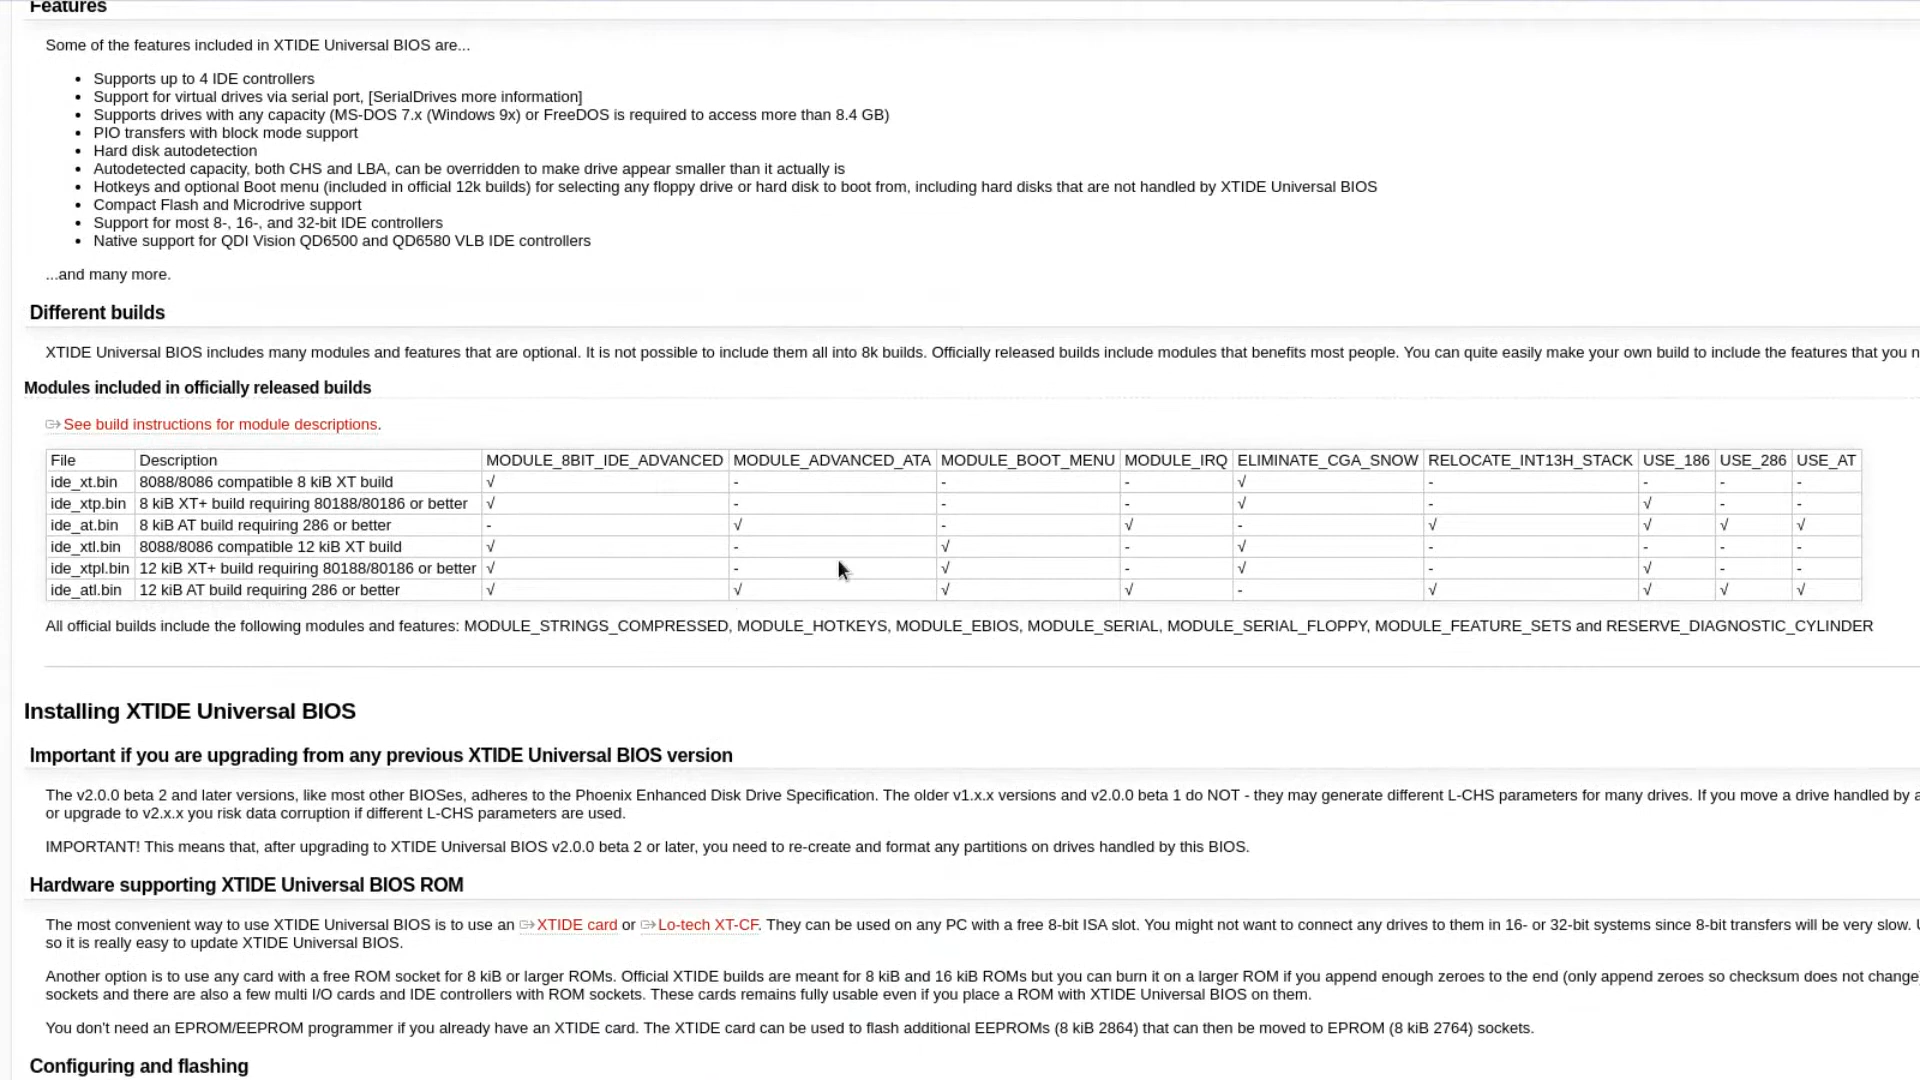 Features
Some of the features included in XTIDE Universal BIOS are...
• Supports up to 4 IDE controllers
• Support for virtual drives via serial port, [SerialDrives more information]
• Supports drives with any capacity (MS-DOS 7.x (Windows 9x) or FreeDOS is required to access more than 8.4 GB)
• PIO transfers with block mode support
• Hard disk autodetection
• Autodetected capacity, both CHS and LBA, can be overridden to make drive appear smaller than it actually is
• Hotkeys and optional Boot menu (included in official 12k builds) for selecting any floppy drive or hard disk to boot from, including hard disks that are not handled by XTIDE Universal BIOS
• Compact Flash and Microdrive support
• Support for most 8-, 16-, and 32-bit IDE controllers
• Native support for QDI Vision QD6500 and QD6580 VLB IDE controllers
...and many more.
Different builds
XTIDE Universal BIOS includes many modules and features that are optional. It is not possible to include them all into 8k builds. Officially released builds include modules that benefits most people. You can quite easily make your own build to include the features that you n
Modules included in officially released builds
See build instructions for module descriptions.
File Description MODULE_8BIT_IDE_ADVANCED MODULE_ADVANCED_ATA MODULE_BOOT_MENU MODULE_IRQ ELIMINATE_CGA_SNOW RELOCATE_INT13H_STACK USE_186 USE_286 USE_AT
ide_xt.bin 8088/8086 compatible 8 kiB XT build √ - - - √ - - - -
ide_xtp.bin 8 kiB XT+ build requiring 80188/80186 or better √ - - - √ - √ - -
ide_at.bin 8 kiB AT build requiring 286 or better - √ - √ - √ √ √ √
ide_xtl.bin 8088/8086 compatible 12 kiB XT build √ - √ - √ - - - -
ide_xtpl.bin 12 kiB XT+ build requiring 80188/80186 or better √ - √ - √ - √ - -
ide_atl.bin 12 kiB AT build requiring 286 or better √ √ √ √ - √ √ √ √
All official builds include the following modules and features: MODULE_STRINGS_COMPRESSED, MODULE_HOTKEYS, MODULE_EBIOS, MODULE_SERIAL, MODULE_SERIAL_FLOPPY, MODULE_FEATURE_SETS and RESERVE_DIAGNOSTIC_CYLINDER
Installing XTIDE Universal BIOS
Important if you are upgrading from any previous XTIDE Universal BIOS version
The v2.0.0 beta 2 and later versions, like most other BIOSes, adheres to the Phoenix Enhanced Disk Drive Specification. The older v1.x.x versions and v2.0.0 beta 1 do NOT - they may generate different L-CHS parameters for many drives. If you move a drive handled by a
or upgrade to v2.x.x you risk data corruption if different L-CHS parameters are used.
IMPORTANT! This means that, after upgrading to XTIDE Universal BIOS v2.0.0 beta 2 or later, you need to re-create and format any partitions on drives handled by this BIOS.
Hardware supporting XTIDE Universal BIOS ROM
The most convenient way to use XTIDE Universal BIOS is to use an XTIDE card or Lo-tech XT-CF. They can be used on any PC with a free 8-bit ISA slot. You might not want to connect any drives to them in 16- or 32-bit systems since 8-bit transfers will be very slow.
so it is really easy to update XTIDE Universal BIOS.
Another option is to use any card with a free ROM socket for 8 kiB or larger ROMs. Official XTIDE builds are meant for 8 kiB and 16 kiB ROMs but you can burn it on a larger ROM if you append enough zeroes to the end (only append zeroes so checksum does not change)
sockets and there are also a few multi I/O cards and IDE controllers with ROM sockets. These cards remains fully usable even if you place a ROM with XTIDE Universal BIOS on them.
You don't need an EPROM/EEPROM programmer if you already have an XTIDE card. The XTIDE card can be used to flash additional EEPROMs (8 kiB 2864) that can then be moved to EPROM (8 kiB 2764) sockets.
Configuring and flashing